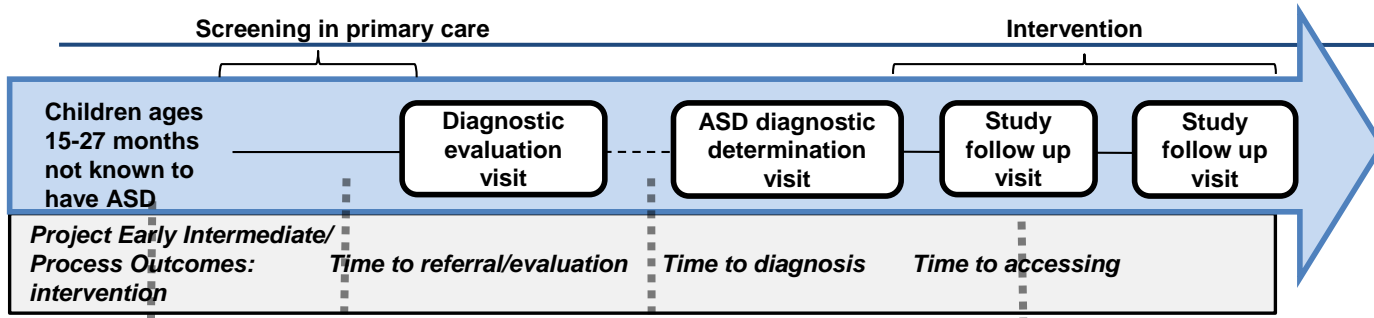 Screening in primary care
Intervention
Children ages
15-27 months
not known to
have ASD
Diagnostic
evaluation
visit
ASD diagnostic
determination
visit
Study
follow up
visit
Study
follow up
visit
Project Early Intermediate/
Process Outcomes: Time to referral/evaluation Time to diagnosis Time to accessing
intervention